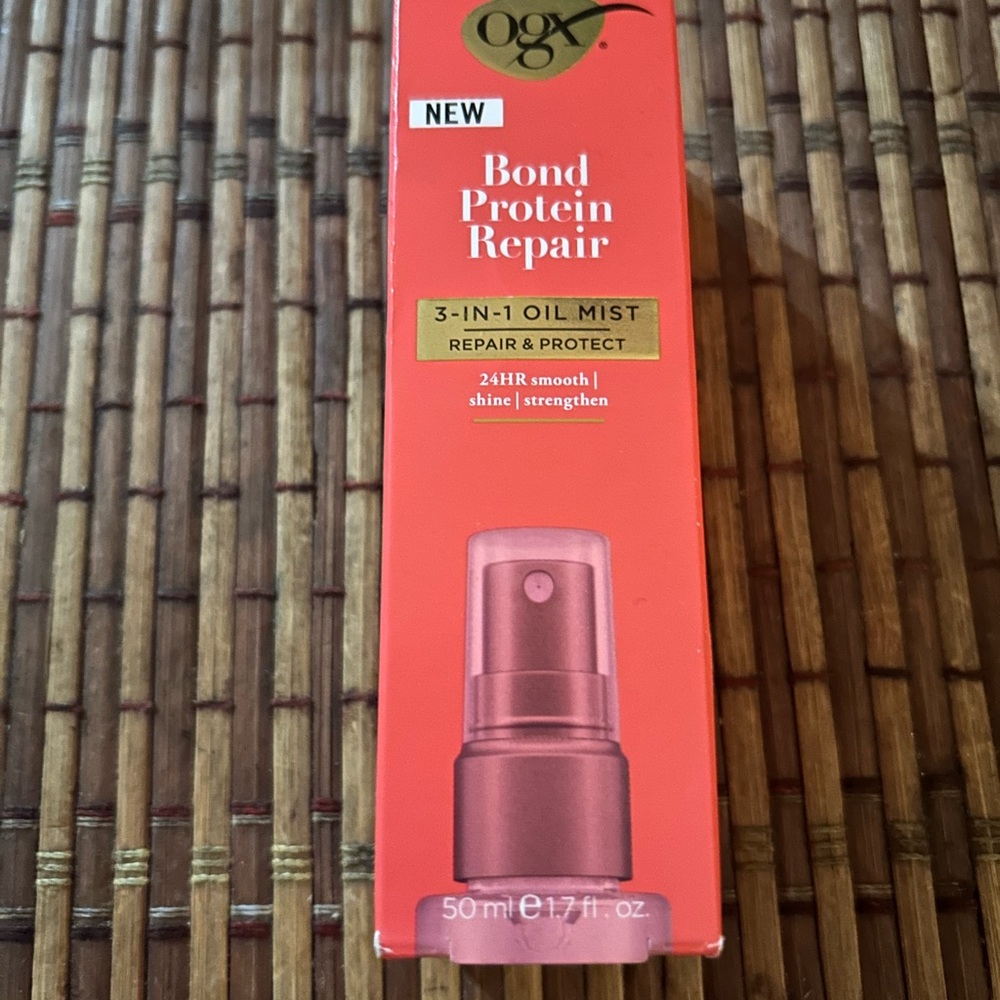 ogx
NEW
Bond
Protein
Repair
3-IN-1 OIL MIST
REPAIR & PROTECT
24HR smooth |
shine | strengthen
50 ml ℮ 1.7 fl. oz.